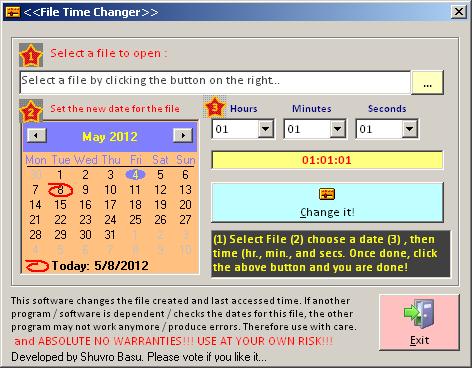 <<File Time Changer>>
1
Select a file to open :
Select a file by clicking the button on the right..
...
2
Set the new date for the file
3
Hours Minutes Seconds
01 01 01
May 2012
Mon Tue Wed Thu Fri Sat Sun
30 1 2 3 4 5 6
7 8 9 10 11 12 13
14 15 16 17 18 19 20
21 22 23 24 25 26 27
28 29 30 31 1 2 3
4 5 6 7 8 9 10
Today: 5/8/2012
01:01:01
Change it!
(1) Select File (2) choose a date (3) , then
time (hr., min., and secs. Once done, click
the above button and you are done!
This software changes the file created and last accessed time. If another
program / software is dependent / checks the dates for this file, the other
program may not work anymore / produce errors. Therefore use with care.
and ABSOLUTE NO WARRANTIES!!! USE AT YOUR OWN RISK!!!
Developed by Shuvro Basu. Please vote if you like it...
Exit